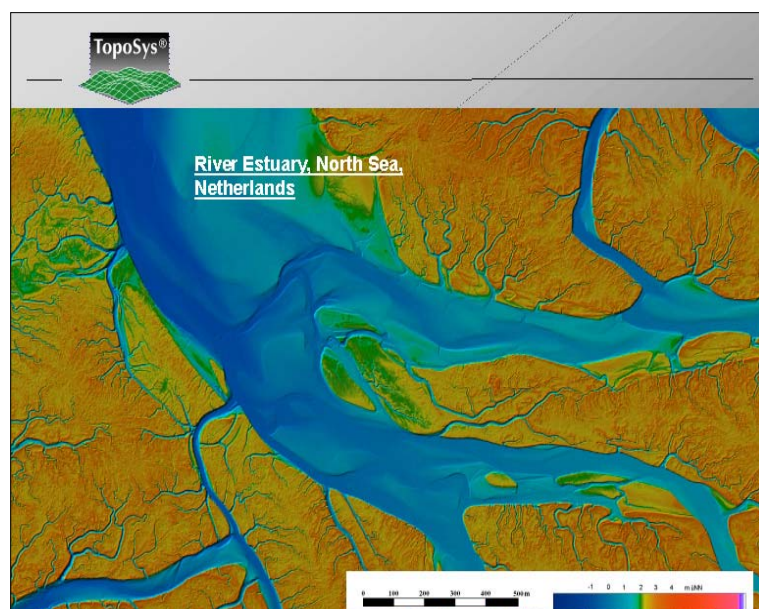 TopoSys®
River Estuary, North Sea,
Netherlands
0 100 200 300 400 500 m
-1 0 1 2 3 4 m üNN